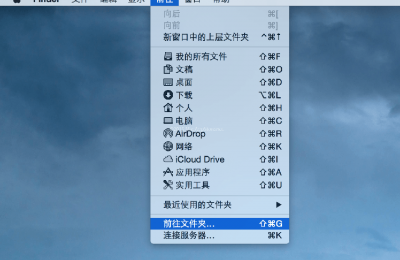 Finder 文件 编辑 显示 前往 窗口 帮助
向后 ⌘[
向前 ⌘]
新窗口中的上层文件夹 ^⌘↑
我的所有文件 ⇧⌘F
文稿 ⇧⌘O
桌面 ⇧⌘D
下载 ⌥⌘L
个人 ⇧⌘H
电脑 ⇧⌘C
AirDrop ⇧⌘R
网络 ⇧⌘K
iCloud Drive ⇧⌘I
应用程序 ⇧⌘A
实用工具 ⇧⌘U
最近使用的文件夹 ▶
前往文件夹... ⇧⌘G
连接服务器... ⌘K